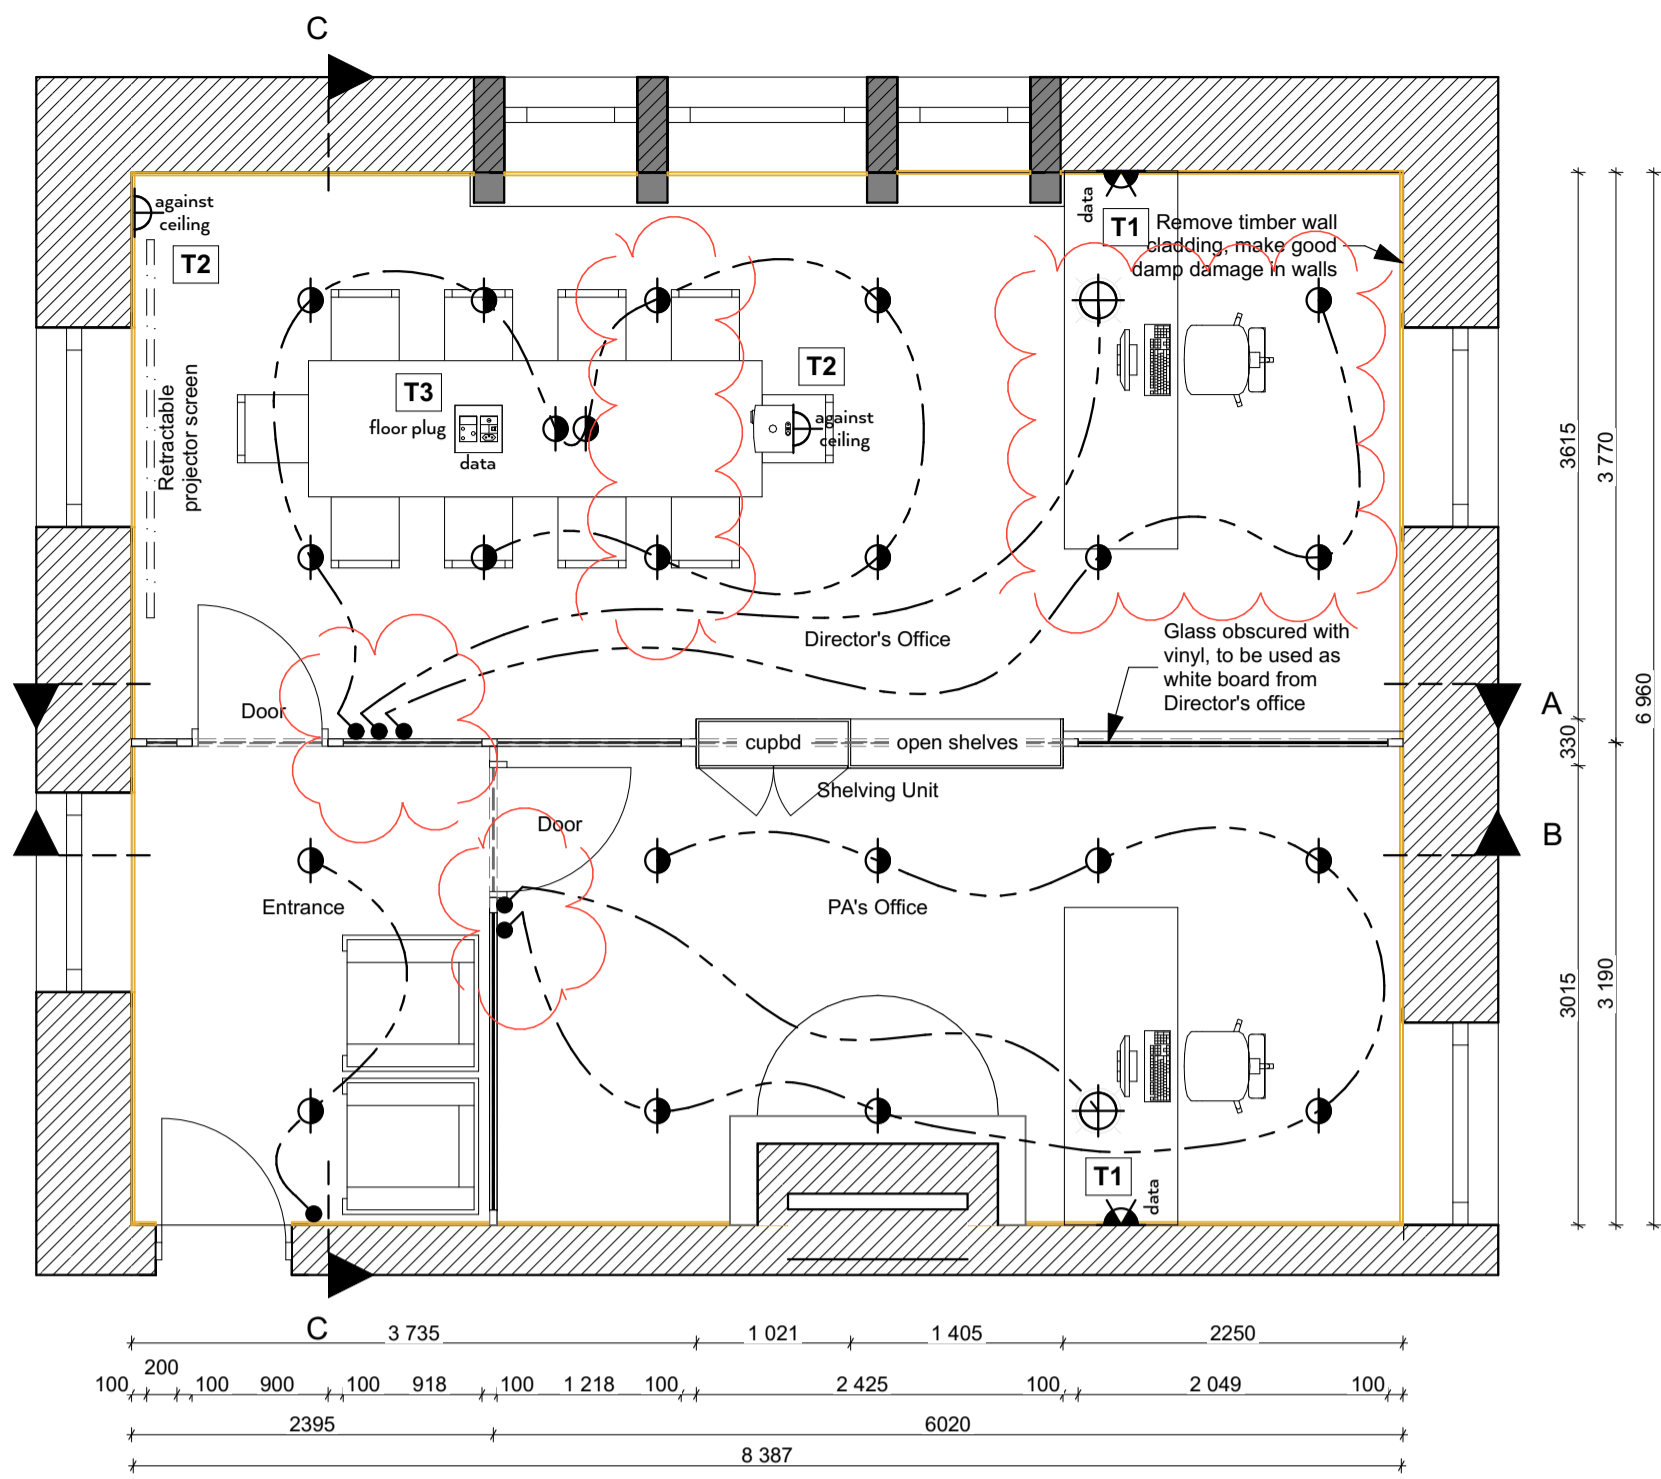 C
against
ceiling
T2
data
T1
Remove timber wall
cladding, make good
damp damage in walls
Retractable
projector screen
T3
floor plug
data
T2
against
ceiling
3615
3 770
6 960
Director's Office
Glass obscured with
vinyl, to be used as
white board from
Director's office
Door
A
cupbd
open shelves
330
Shelving Unit
Door
B
Entrance
PA's Office
3015
3 190
T1
data
C
3 735
1 021
1 405
2250
200
100
100
900
100
918
100
1 218
100
2 425
100
2 049
100
2395
6020
8 387